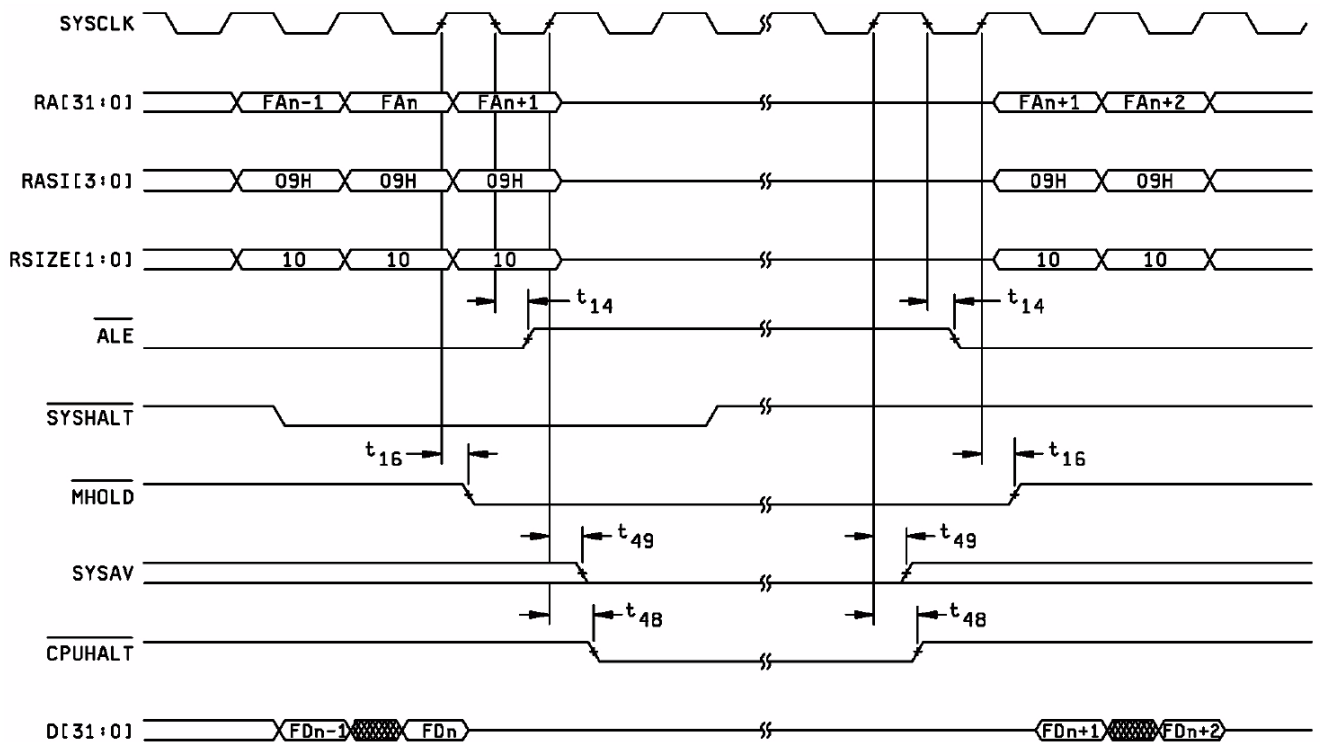 SYSCLK
RA[31:0] FAn-1 FAn FAn+1 FAn+1 FAn+2
RASI[3:0] 09H 09H 09H 09H 09H
RSIZE[1:0] 10 10 10 10 10
t14 t14
ALE
SYSHALT
t16 t16
MHOLD
t49 t49
SYSAV
t48 t48
CPUHALT
D[31:0] FDn-1 FDn FDn+1 FDn+2